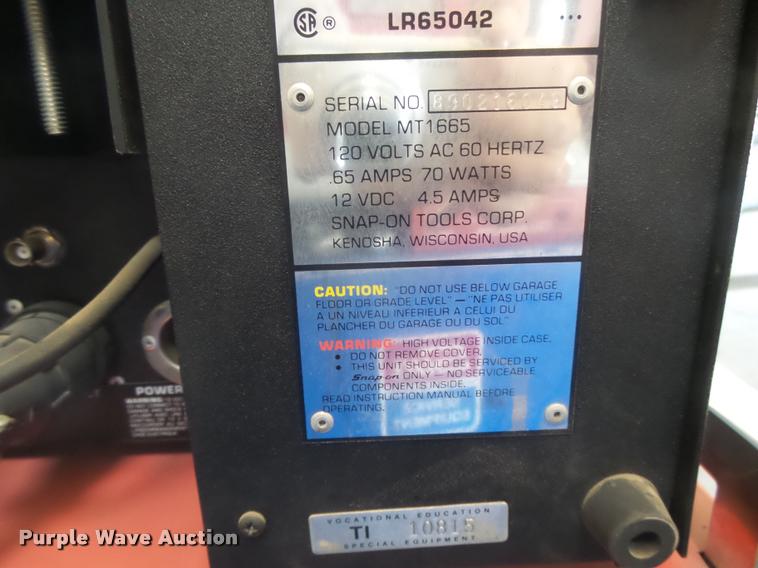 SA ® LR65042 ...
SERIAL NO.
MODEL MT1665
120 VOLTS AC 60 HERTZ
.65 AMPS 70 WATTS
12 VDC 4.5 AMPS
SNAP-ON TOOLS CORP.
KENOSHA, WISCONSIN, USA
CAUTION: "DO NOT USE BELOW GARAGE
FLOOR OR GRADE LEVEL" — "NE PAS UTILISER
A UN NIVEAU INFERIEUR A CELUI DU
PLANCHER DU GARAGE OU DU SOL"
WARNING: HIGH VOLTAGE INSIDE CASE.
• DO NOT REMOVE COVER.
• THIS UNIT SHOULD BE SERVICED BY
Snap-on ONLY — NO SERVICEABLE
COMPONENTS INSIDE.
READ INSTRUCTION MANUAL BEFORE
OPERATING.
POWER
WARNING:
VOCATIONAL EDUCATION
TI 10815
SPECIAL EQUIPMENT
Purple Wave Auction